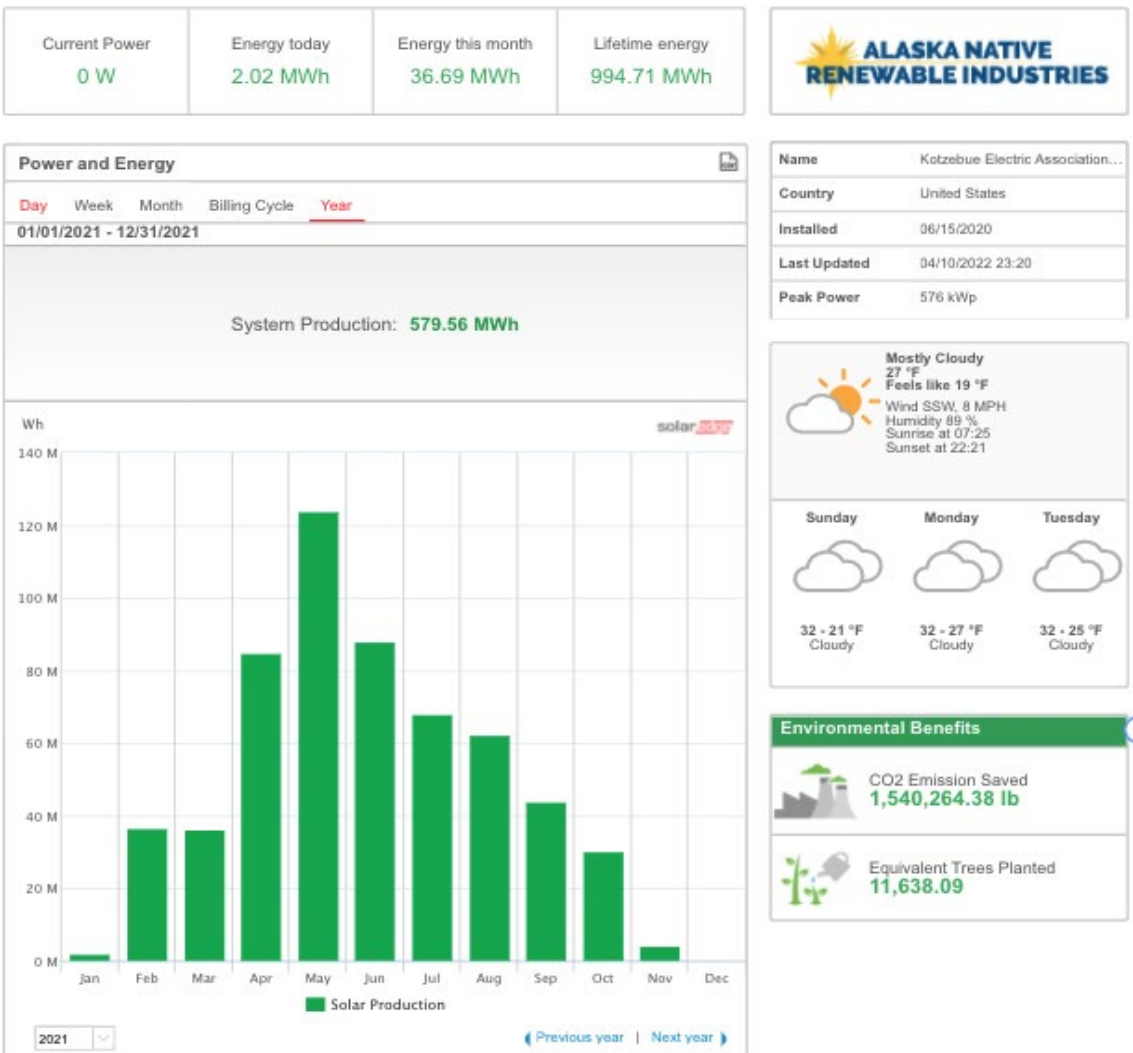 Current Power
0 W
Energy today
2.02 MWh
Energy this month
36.69 MWh
Lifetime energy
994.71 MWh
ALASKA NATIVE
RENEWABLE INDUSTRIES
Power and Energy
Day Week Month Billing Cycle Year
01/01/2021 - 12/31/2021
System Production: 579.56 MWh
Wh
solaredge
140 M
120 M
100 M
80 M
60 M
40 M
20 M
0 M
Jan Feb Mar Apr May Jun Jul Aug Sep Oct Nov Dec
Solar Production
2021
Previous year | Next year
Name Kotzebue Electric Association...
Country United States
Installed 06/15/2020
Last Updated 04/10/2022 23:20
Peak Power 576 kWp
Mostly Cloudy
27 °F
Feels like 19 °F
Wind SSW, 8 MPH
Humidity 89 %
Sunrise at 07:25
Sunset at 22:21
Sunday
32 - 21 °F
Cloudy
Monday
32 - 27 °F
Cloudy
Tuesday
32 - 25 °F
Cloudy
Environmental Benefits
CO2 Emission Saved
1,540,264.38 lb
Equivalent Trees Planted
11,638.09